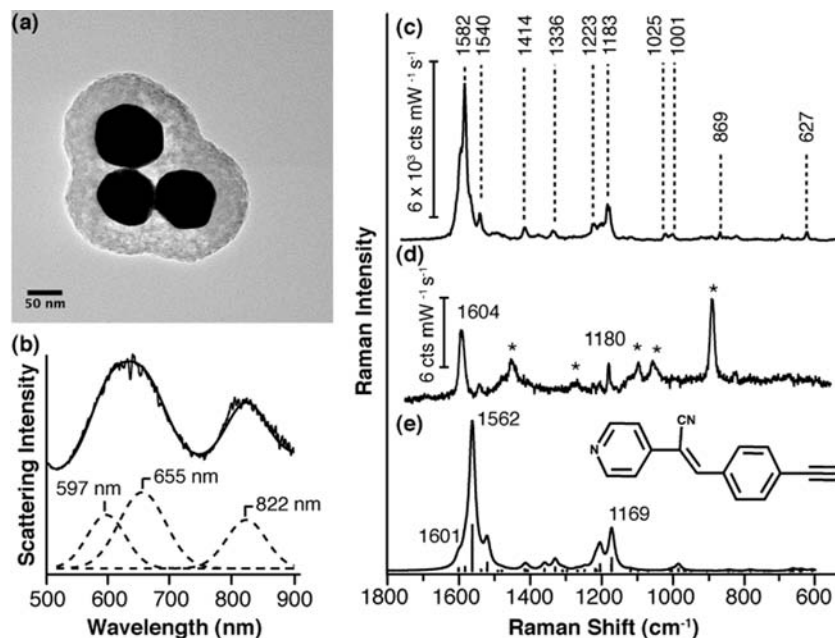 (a)
50 nm
(b)
Scattering Intensity
597 nm
655 nm
822 nm
500 600 700 800 900
Wavelength (nm)
(c)
1582
1540
1414
1336
1223
1183
1025
1001
869
627
6 x 10³ cts mW⁻¹ s⁻¹
Raman Intensity
(d)
6 cts mW⁻¹ s⁻¹
1604
*
*
1180
*
*
*
(e)
1562
1601
1169
N
CN
1800 1600 1400 1200 1000 800 600
Raman Shift (cm⁻¹)